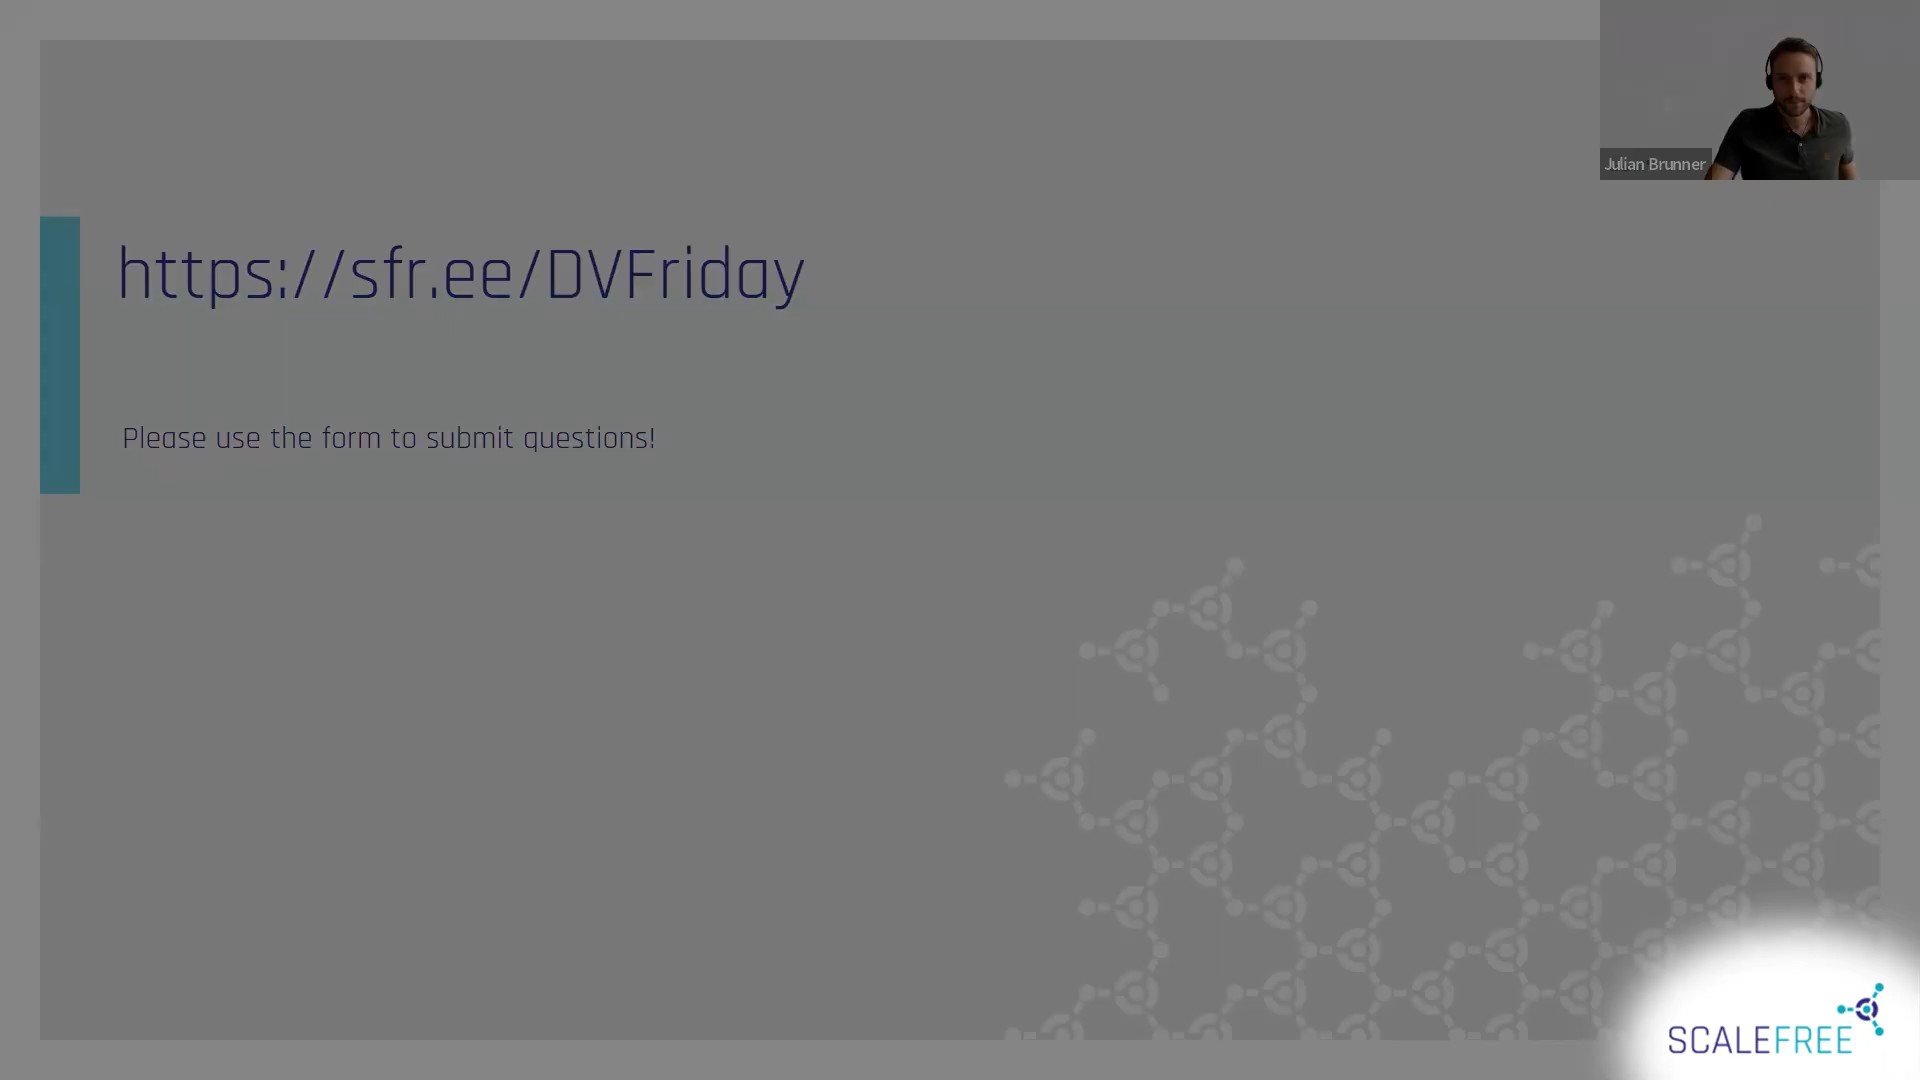 Julian Brunner
https://sfr.ee/DVFriday
Please use the form to submit questions!
SCALEFREE